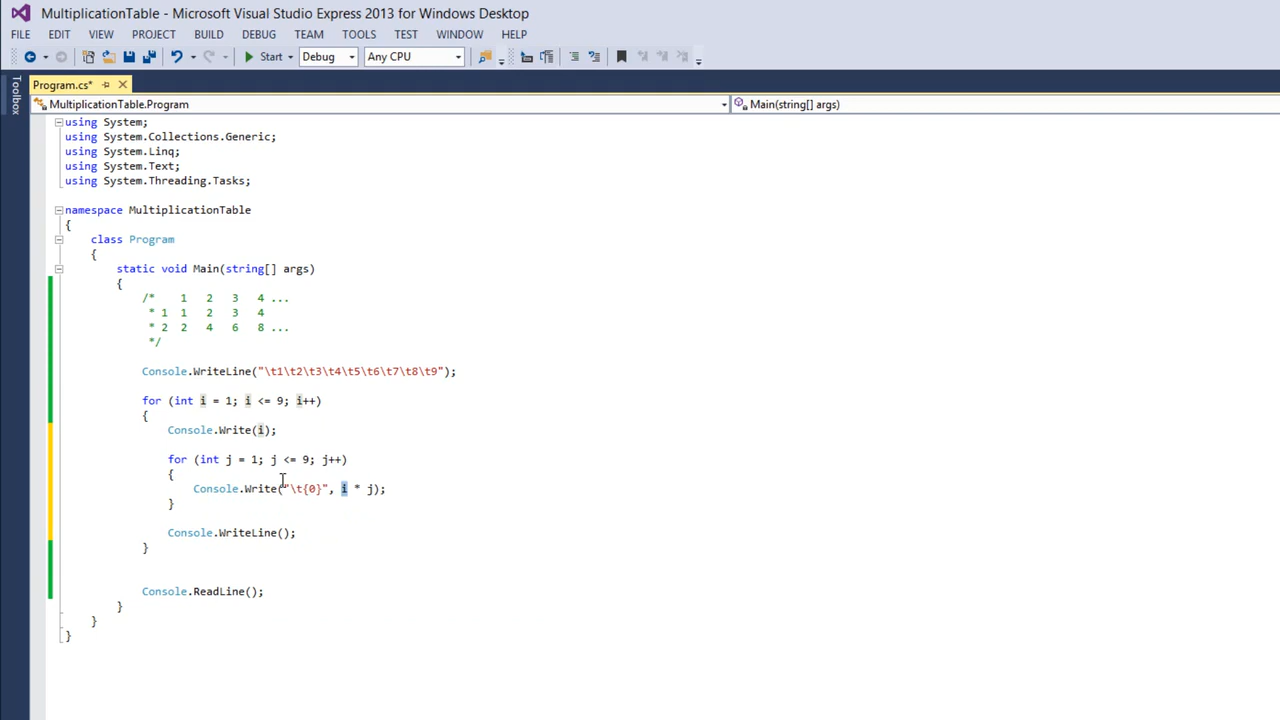 MultiplicationTable - Microsoft Visual Studio Express 2013 for Windows Desktop
FILE EDIT VIEW PROJECT BUILD DEBUG TEAM TOOLS TEST WINDOW HELP
Start Debug Any CPU
Toolbox
Program.cs*
MultiplicationTable.Program Main(string[] args)
using System;
using System.Collections.Generic;
using System.Linq;
using System.Text;
using System.Threading.Tasks;
namespace MultiplicationTable
{
class Program
{
static void Main(string[] args)
{
/* 1 2 3 4 ...
* 1 1 2 3 4
* 2 2 4 6 8 ...
*/
Console.WriteLine("\t1\t2\t3\t4\t5\t6\t7\t8\t9");
for (int i = 1; i <= 9; i++)
{
Console.Write(i);
for (int j = 1; j <= 9; j++)
{
Console.Write("\t{0}", i * j);
}
Console.WriteLine();
}
Console.ReadLine();
}
}
}